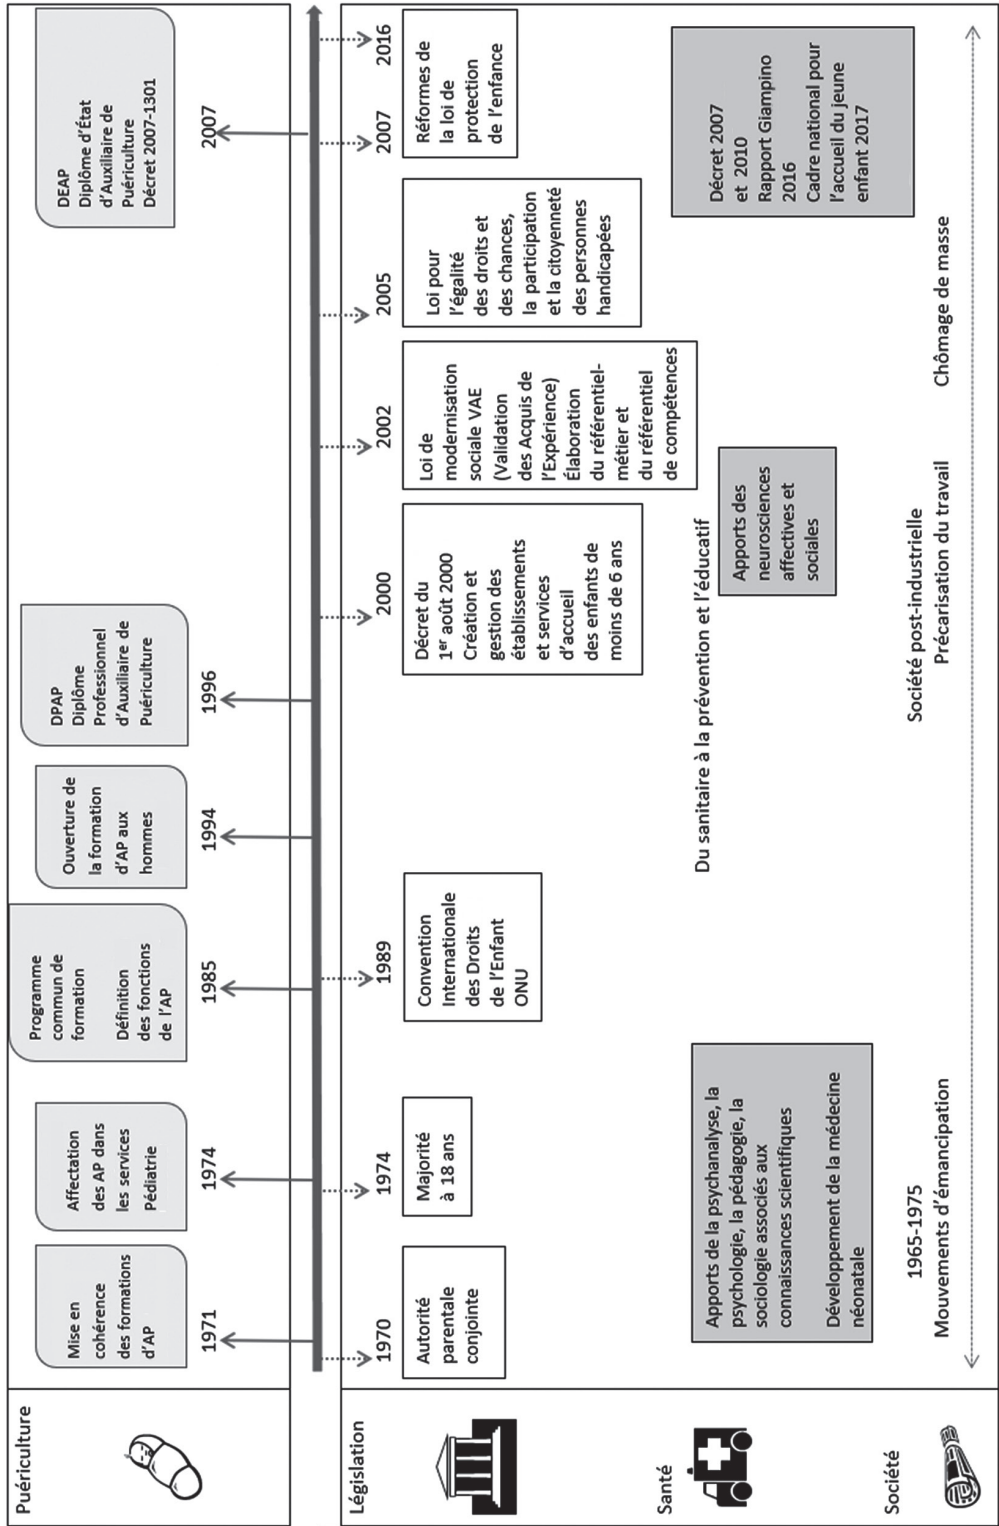 Puériculture
Mise en
cohérence
des formations
d'AP
1971
Affectation
des AP dans
les services
Pédiatrie
1974
Programme
commun de
formation
Définition
des fonctions
de l'AP
1985
Ouverture de
la formation
d'AP aux
hommes
1994
DPAP
Diplôme
Professionnel
d'Auxiliaire de
Puériculture
1996
DEAP
Diplôme d'État
d'Auxiliaire de
Puériculture
Décret 2007-1301
2007
Législation
1970
Autorité
parentale
conjointe
1974
Majorité
à 18 ans
1989
Convention
Internationale
des Droits
de l'Enfant
ONU
2000
Décret du
1er août 2000
Création et
gestion des
établissements
et services
d'accueil
des enfants de
moins de 6 ans
2002
Loi de
modernisation
sociale VAE
(Validation
des Acquis de
l'Expérience)
Élaboration
du référentiel-
métier et
du référentiel
de compétences
2005
Loi pour
l'égalité
des droits et
des chances,
la participation
et la citoyenneté
des personnes
handicapées
2007
2016
Réformes de
la loi de
protection
de l'enfance
Santé
Apports de la psychanalyse, la
psychologie, la pédagogie, la
sociologie associés aux
connaissances scientifiques
Développement de la médecine
néonatale
Du sanitaire à la prévention et l'éducatif
Apports des
neurosciences
affectives et
sociales
Décret 2007
et 2010
Rapport Giampino
2016
Cadre national pour
l'accueil du jeune
enfant 2017
Société
1965-1975
Mouvements d'émancipation
Société post-industrielle
Précarisation du travail
Chômage de masse